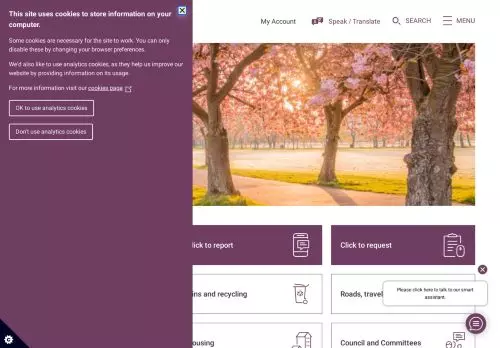 This site uses cookies to store information on your
computer.
Some cookies are necessary for the site to work. You can only
disable these by changing your browser preferences.
We'd also like to use analytics cookies, as they help us improve our
website by providing information on its usage.
For more information visit our cookies page
OK to use analytics cookies
Don't use analytics cookies
My Account
Speak / Translate
SEARCH
MENU
lick to report
Click to request
ins and recycling
Roads, travel
Please click here to talk to our smart
assistant.
ousing
Council and Committees